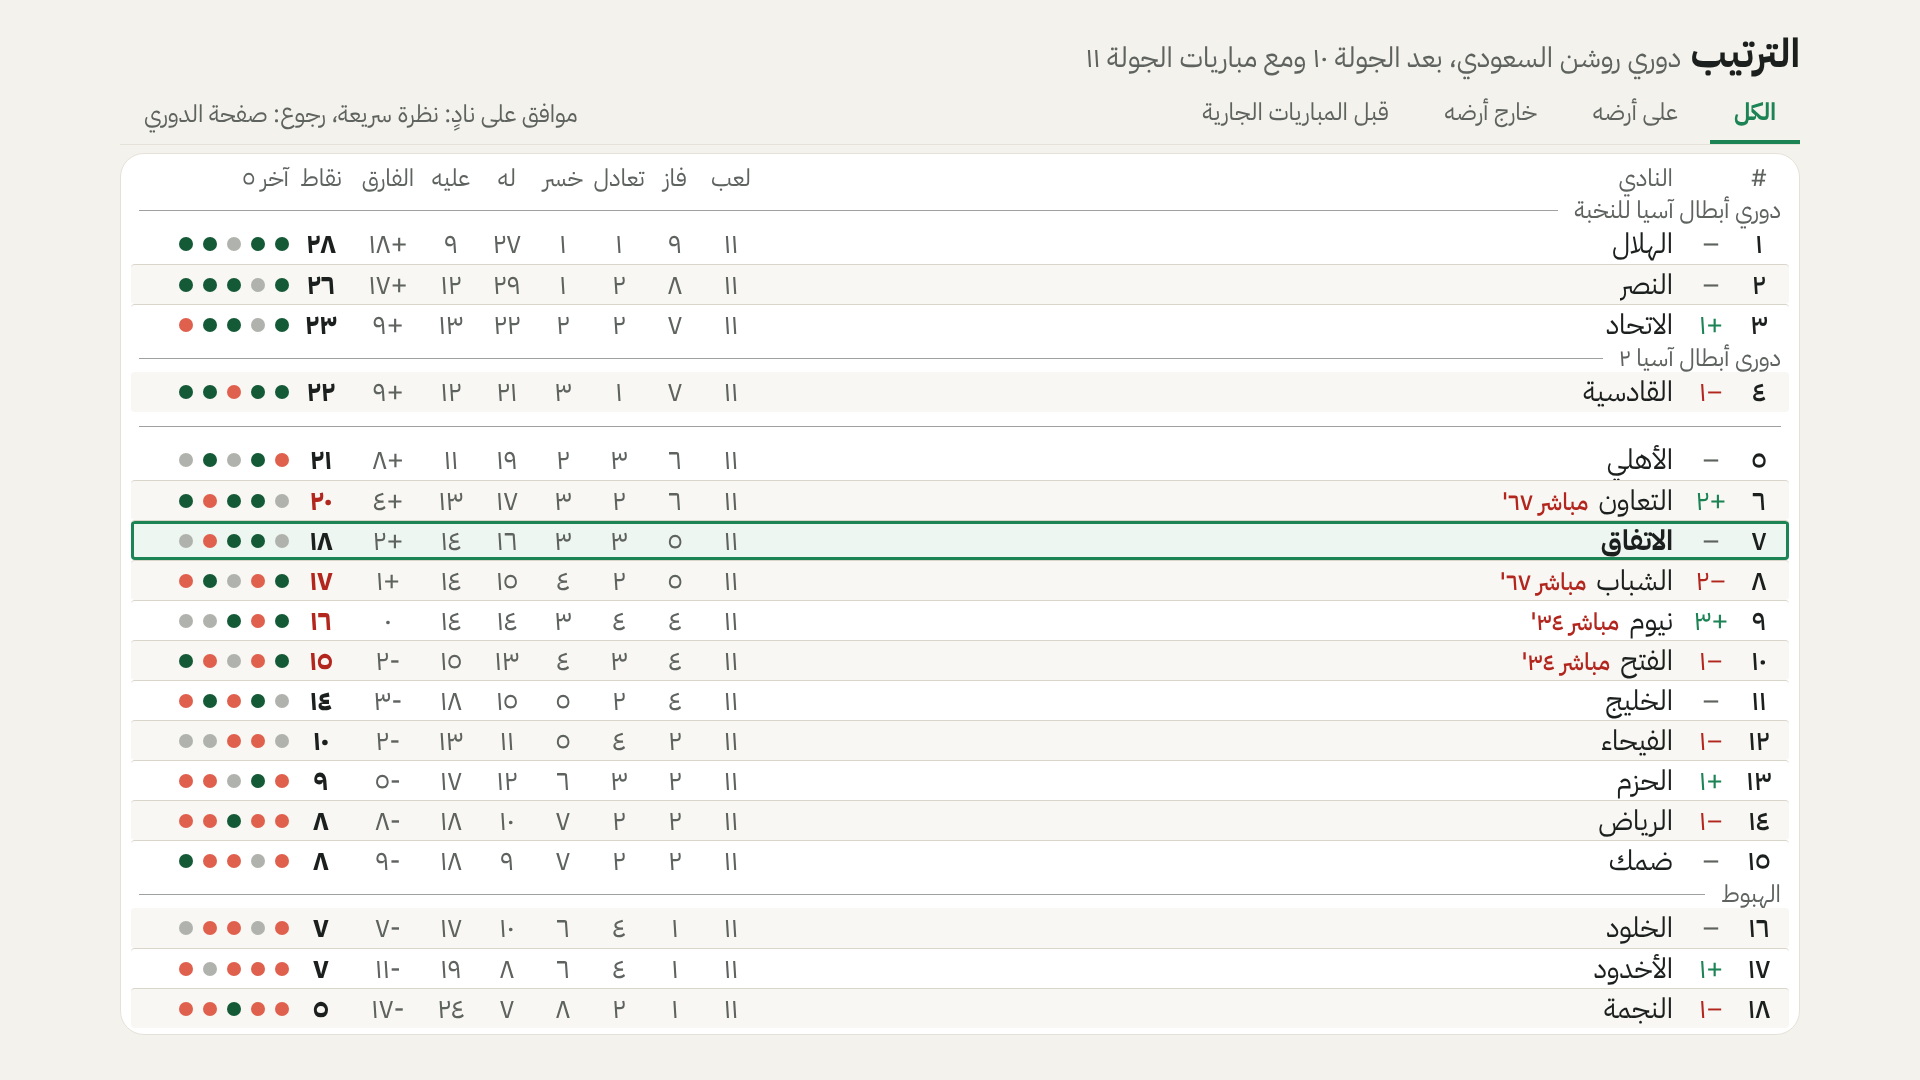 الترتيب دوري روشن السعودي، بعد الجولة ١٠ ومع مباريات الجولة ١١
الكل على أرضه خارج أرضه قبل المباريات الجارية موافق على نادٍ: نظرة سريعة، رجوع: صفحة الدوري
# النادي لعب فاز تعادل خسر له عليه الفارق نقاط آخر ٥
دوري أبطال آسيا للنخبة
١ – الهلال ١١ ٩ ١ ١ ٢٧ ٩ +١٨ ٢٨
٢ – النصر ١١ ٨ ٢ ١ ٢٩ ١٢ +١٧ ٢٦
٣ +١ الاتحاد ١١ ٧ ٢ ٢ ٢٢ ١٣ +٩ ٢٣
دوري أبطال آسيا ٢
٤ –١ القادسية ١١ ٧ ١ ٣ ٢١ ١٢ +٩ ٢٢
٥ – الأهلي ١١ ٦ ٣ ٢ ١٩ ١١ +٨ ٢١
٦ +٢ التعاون مباشر ٦٧' ١١ ٦ ٢ ٣ ١٧ ١٣ +٤ ٢٠
٧ – الاتفاق ١١ ٥ ٣ ٣ ١٦ ١٤ +٢ ١٨
٨ –٢ الشباب مباشر ٦٧' ١١ ٥ ٢ ٤ ١٥ ١٤ +١ ١٧
٩ +٣ نيوم مباشر ٣٤' ١١ ٤ ٤ ٣ ١٤ ١٤ ٠ ١٦
١٠ –١ الفتح مباشر ٣٤' ١١ ٤ ٣ ٤ ١٣ ١٥ -٢ ١٥
١١ – الخليج ١١ ٤ ٢ ٥ ١٥ ١٨ -٣ ١٤
١٢ –١ الفيحاء ١١ ٢ ٤ ٥ ١١ ١٣ -٢ ١٠
١٣ +١ الحزم ١١ ٢ ٣ ٦ ١٢ ١٧ -٥ ٩
١٤ –١ الرياض ١١ ٢ ٢ ٧ ١٠ ١٨ -٨ ٨
١٥ – ضمك ١١ ٢ ٢ ٧ ٩ ١٨ -٩ ٨
الهبوط
١٦ – الخلود ١١ ١ ٤ ٦ ١٠ ١٧ -٧ ٧
١٧ +١ الأخدود ١١ ١ ٤ ٦ ٨ ١٩ -١١ ٧
١٨ –١ النجمة ١١ ١ ٢ ٨ ٧ ٢٤ -١٧ ٥